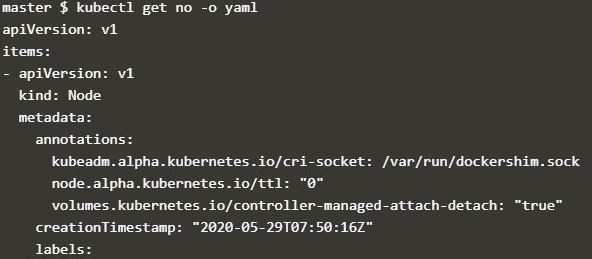 master $ kubectl get no -o yaml
apiVersion: v1
items:
- apiVersion: v1
  kind: Node
  metadata:
    annotations:
      kubeadm.alpha.kubernetes.io/cri-socket: /var/run/dockershim.sock
      node.alpha.kubernetes.io/ttl: "0"
      volumes.kubernetes.io/controller-managed-attach-detach: "true"
    creationTimestamp: "2020-05-29T07:50:16Z"
    labels: